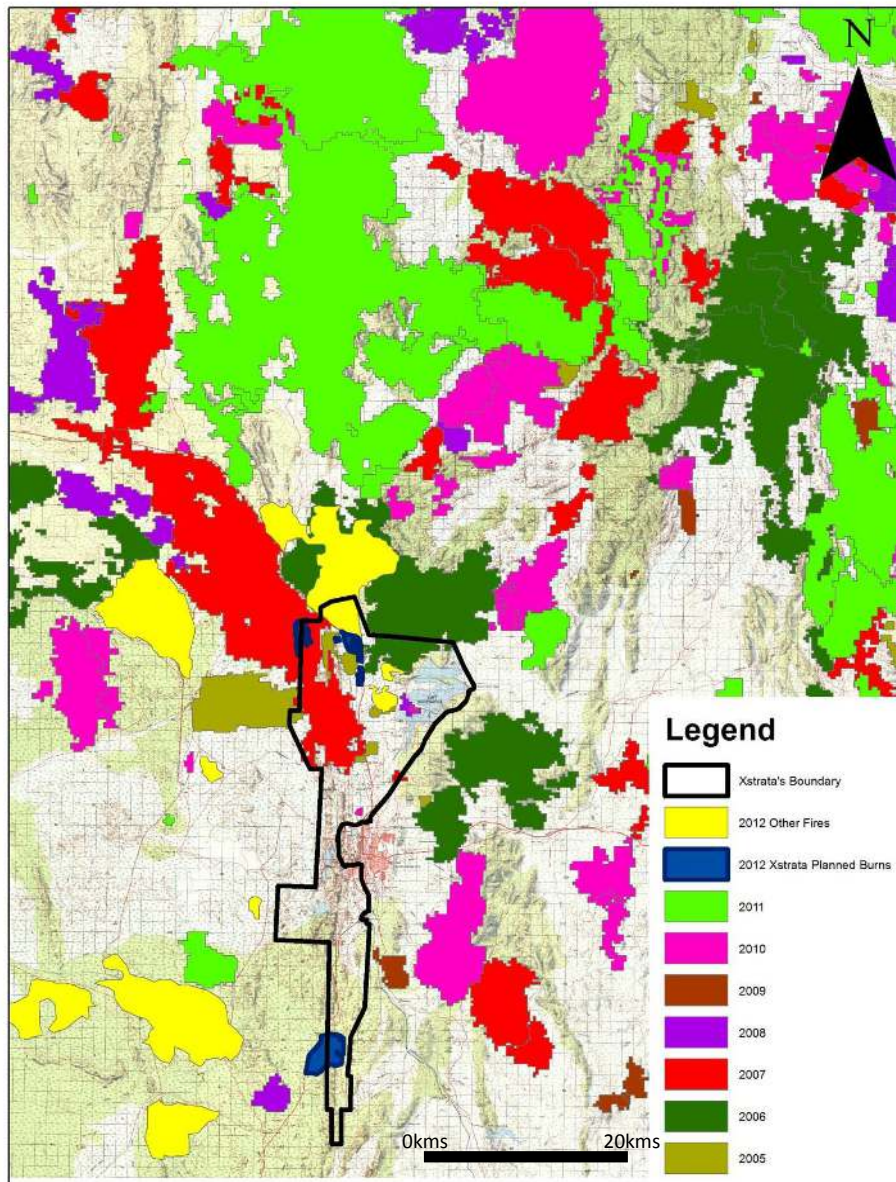 N
Legend
Xstrata's Boundary
2012 Other Fires
2012 Xstrata Planned Burns
2011
2010
2009
2008
2007
2006
2005
0kms 20kms